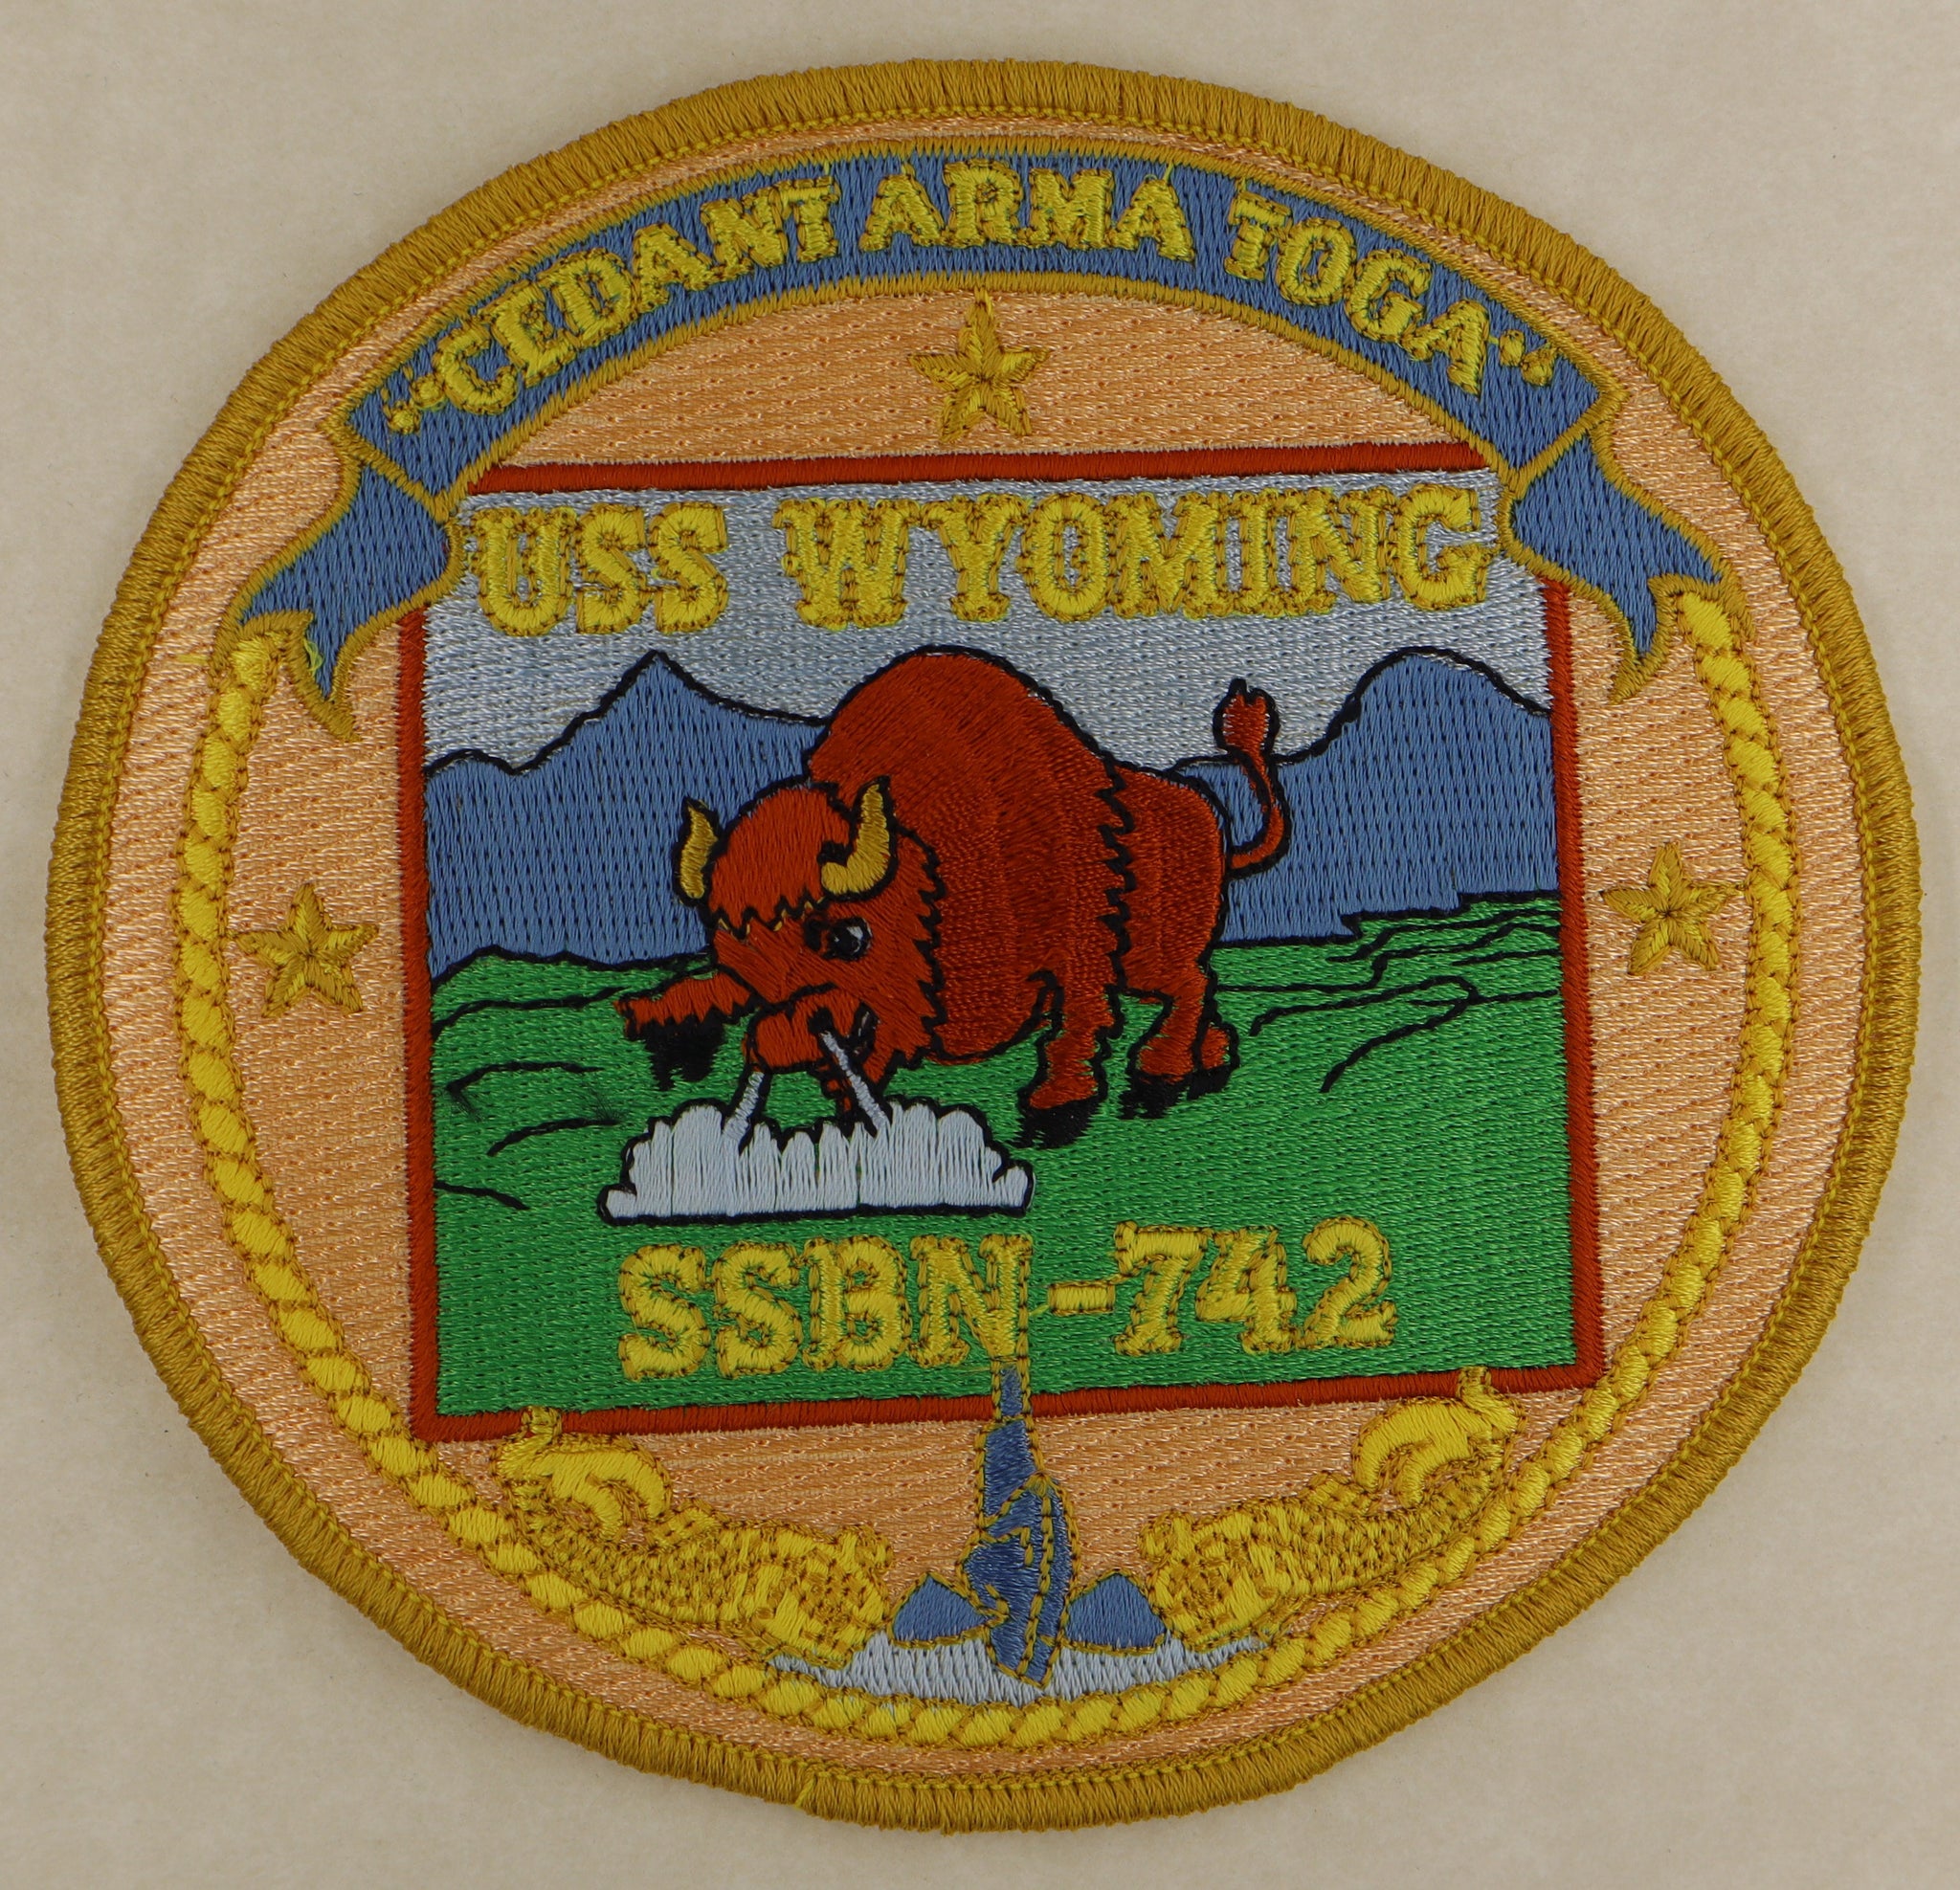 "CEDANT ARMA TOGA"
USS WYOMING
SSBN-742